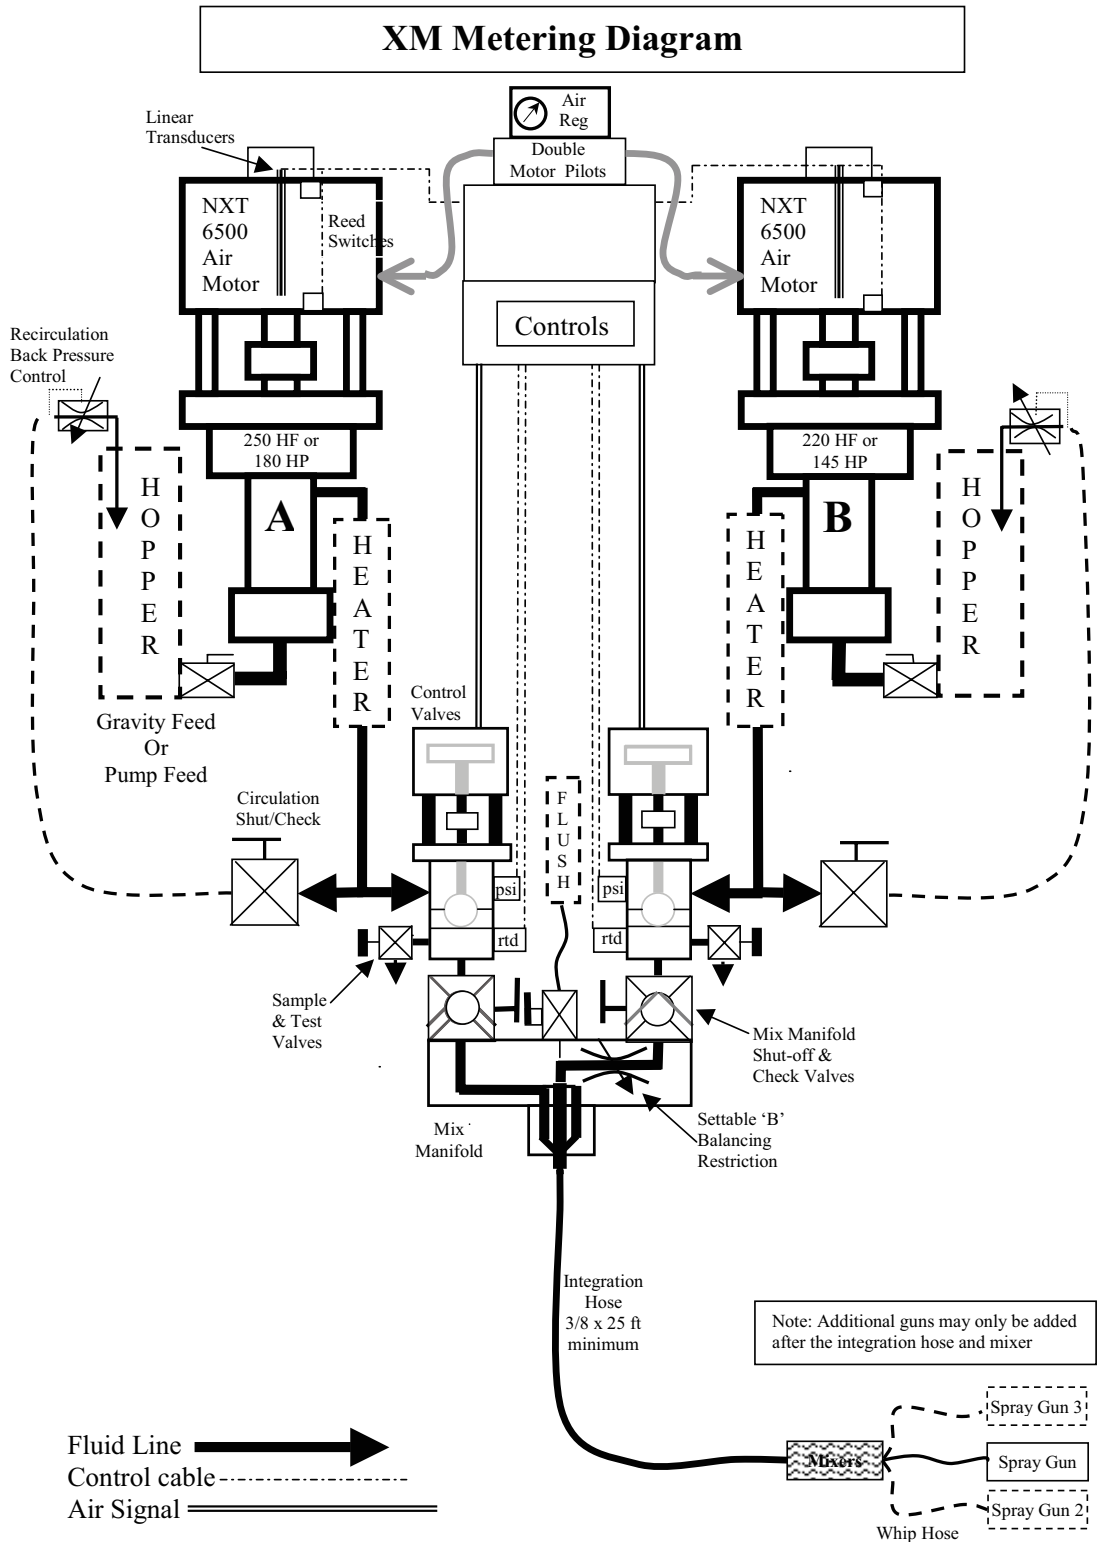 XM Metering Diagram
Air
Reg
Double
Motor Pilots
Linear
Transducers
NXT
6500
Air
Motor
Reed
Switches
NXT
6500
Air
Motor
Controls
Recirculation
Back Pressure
Control
250 HF or
180 HP
220 HF or
145 HP
A
B
HOPPER
HEATER
HEATER
HOPPER
Gravity Feed
Or
Pump Feed
Control
Valves
FLUSH
Circulation
Shut/Check
psi
psi
rtd
rtd
Sample
& Test
Valves
Mix Manifold
Shut-off &
Check Valves
Mix
Manifold
Settable ‘B’
Balancing
Restriction
Integration
Hose
3/8 x 25 ft
minimum
Note: Additional guns may only be added
after the integration hose and mixer
Spray Gun 3
Mixers
Spray Gun
Spray Gun 2
Whip Hose
Fluid Line
Control cable
Air Signal